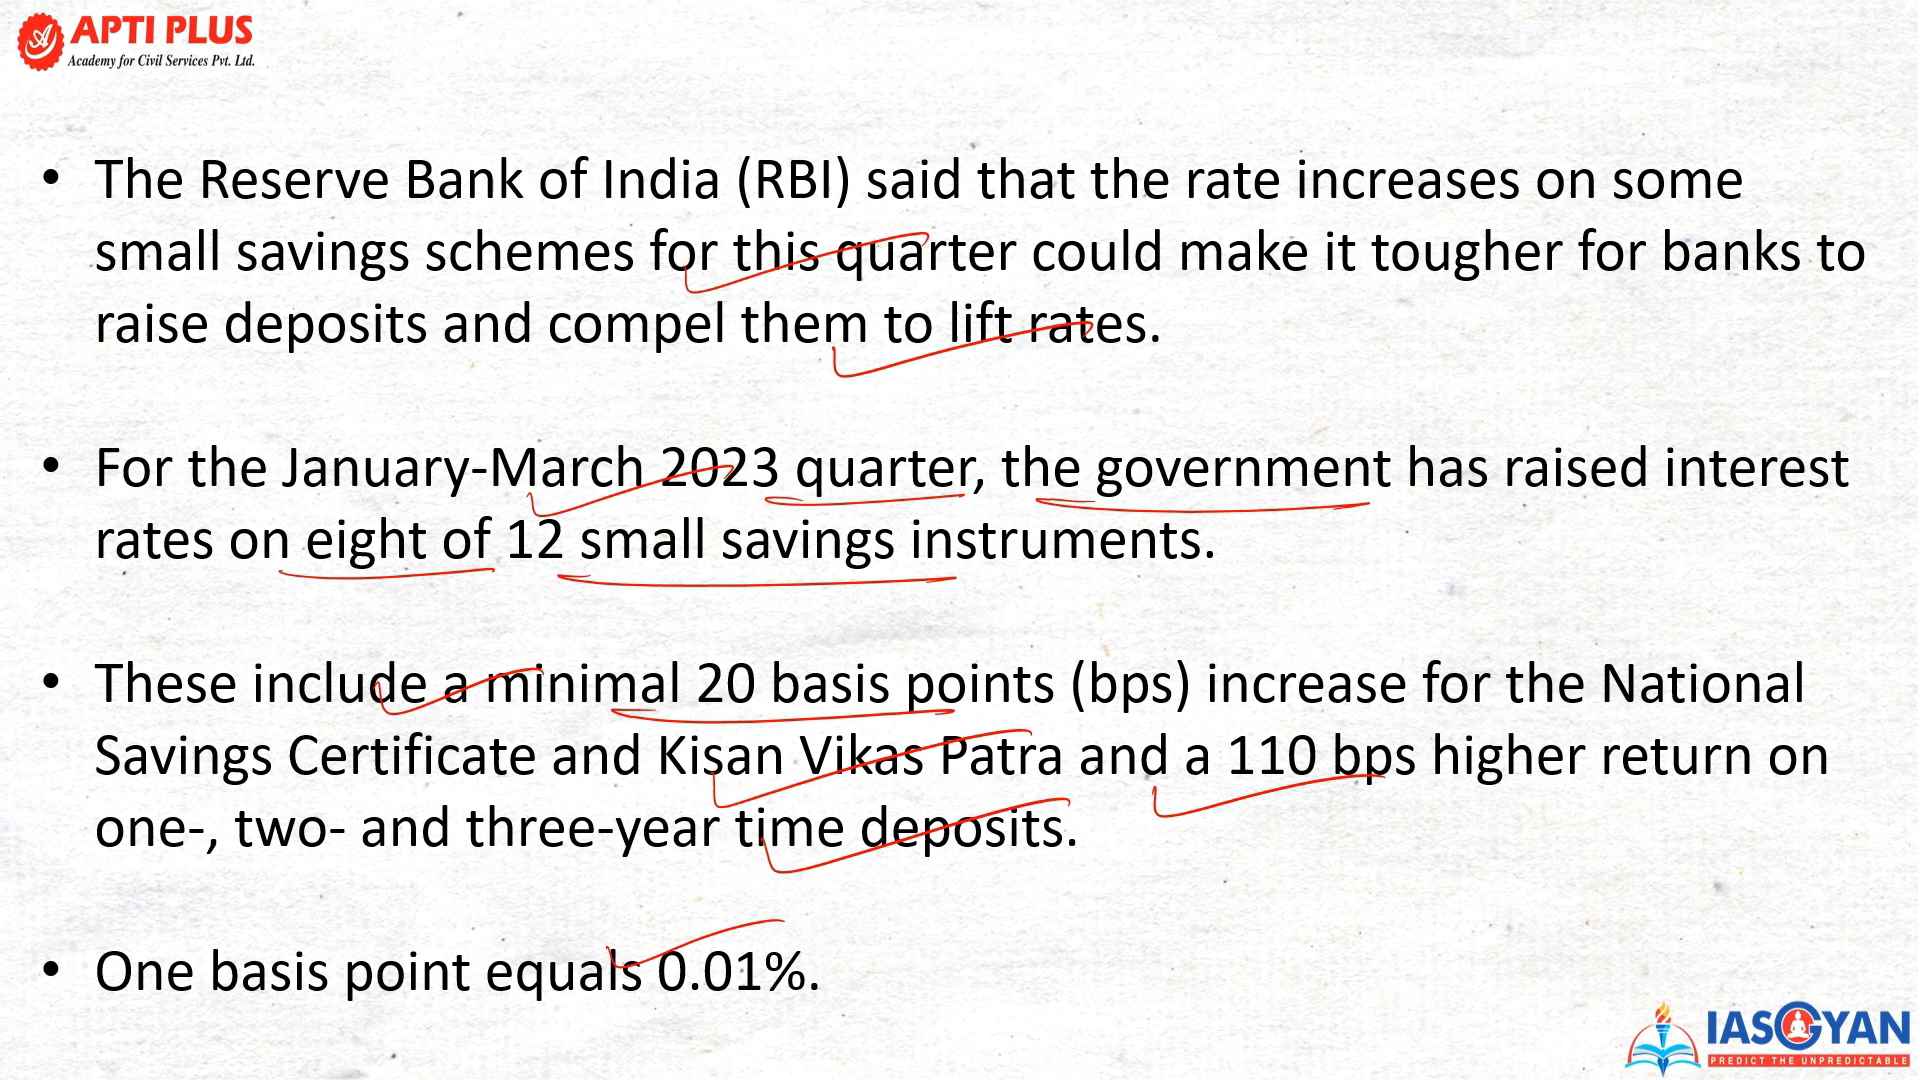 APTI PLUS
Academy for Civil Services Pvt. Ltd.
• The Reserve Bank of India (RBI) said that the rate increases on some
small savings schemes for this quarter could make it tougher for banks to
raise deposits and compel them to lift rates.
• For the January-March 2023 quarter, the government has raised interest
rates on eight of 12 small savings instruments.
• These include a minimal 20 basis points (bps) increase for the National
Savings Certificate and Kisan Vikas Patra and a 110 bps higher return on
one-, two- and three-year time deposits.
• One basis point equals 0.01%.
IASGYAN
PREDICT THE UNPREDICTABLE